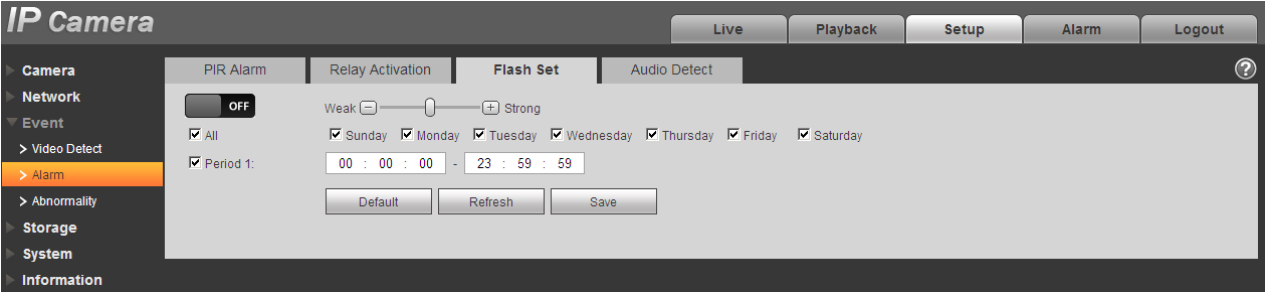 IP Camera
Live Playback Setup Alarm Logout
Camera
Network
Event
> Video Detect
> Alarm
> Abnormality
Storage
System
Information
PIR Alarm Relay Activation Flash Set Audio Detect ?
OFF Weak - + Strong
All Sunday Monday Tuesday Wednesday Thursday Friday Saturday
Period 1: 00 : 00 : 00 - 23 : 59 : 59
Default Refresh Save